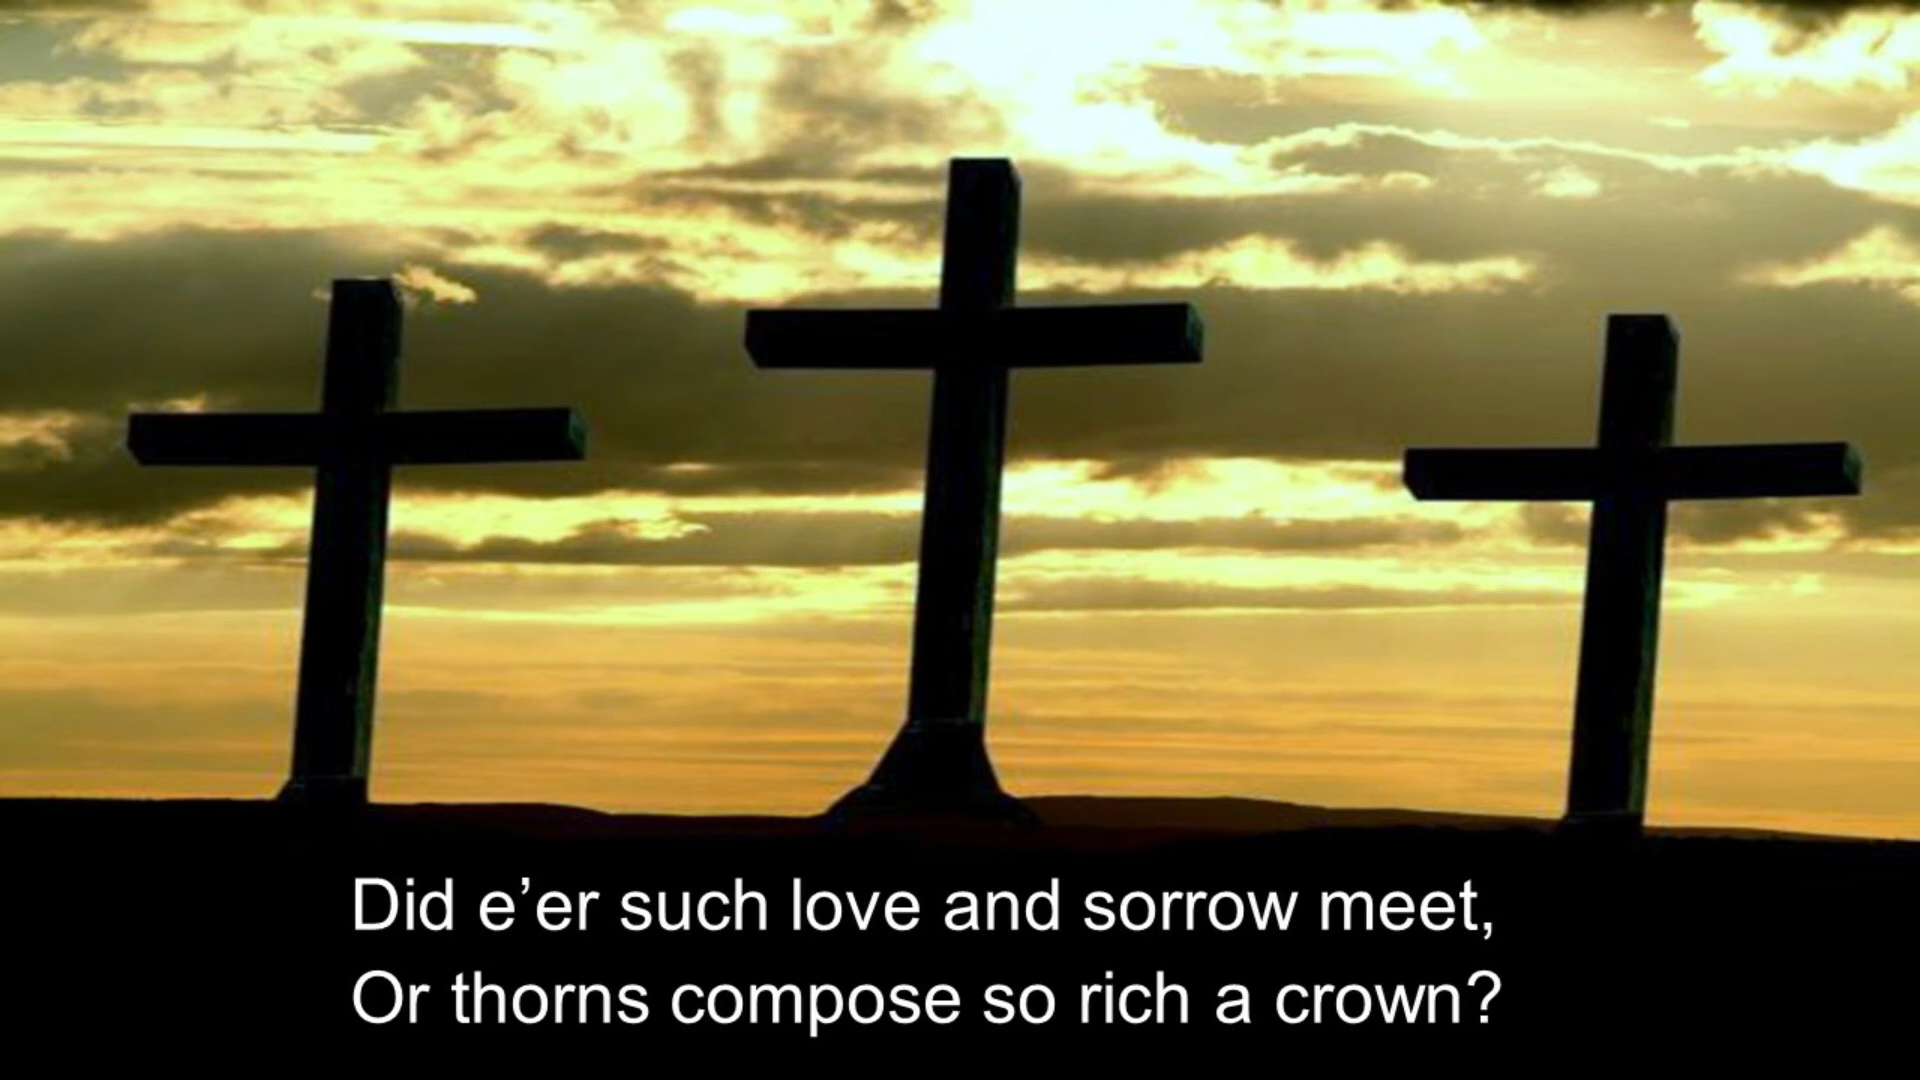 Did e’er such love and sorrow meet,
Or thorns compose so rich a crown?